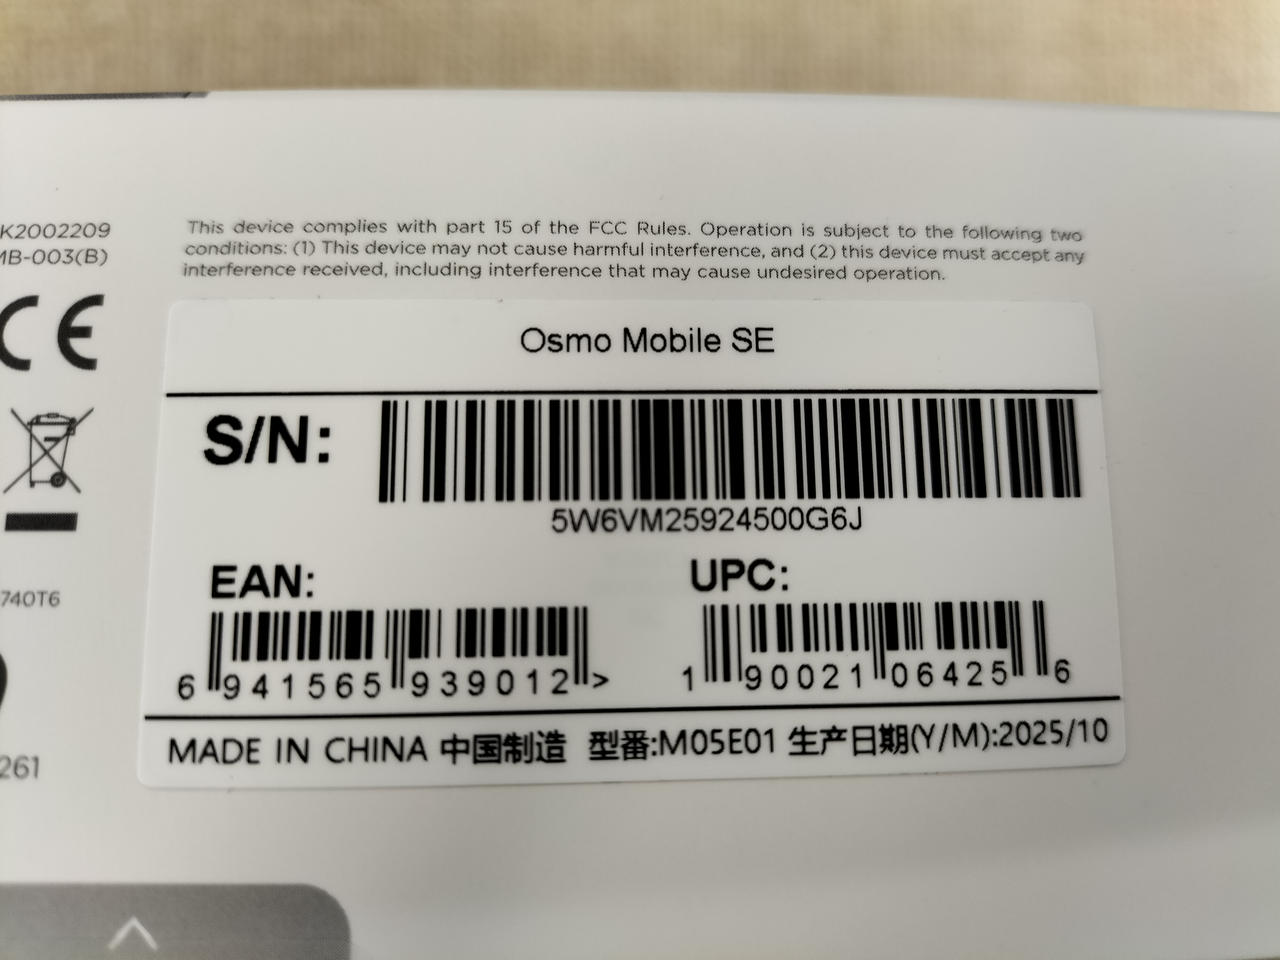 K2002209
MB-003(B)
This device complies with part 15 of the FCC Rules. Operation is subject to the following two
conditions: (1) This device may not cause harmful interference, and (2) this device must accept any
interference received, including interference that may cause undesired operation.
CE
740T6
261
Osmo Mobile SE
S/N:
5W6VM25924500G6J
EAN:
6 941565 939012 >
UPC:
1 90021 06425 6
MADE IN CHINA 中国制造 型番:M05E01 生产日期(Y/M):2025/10